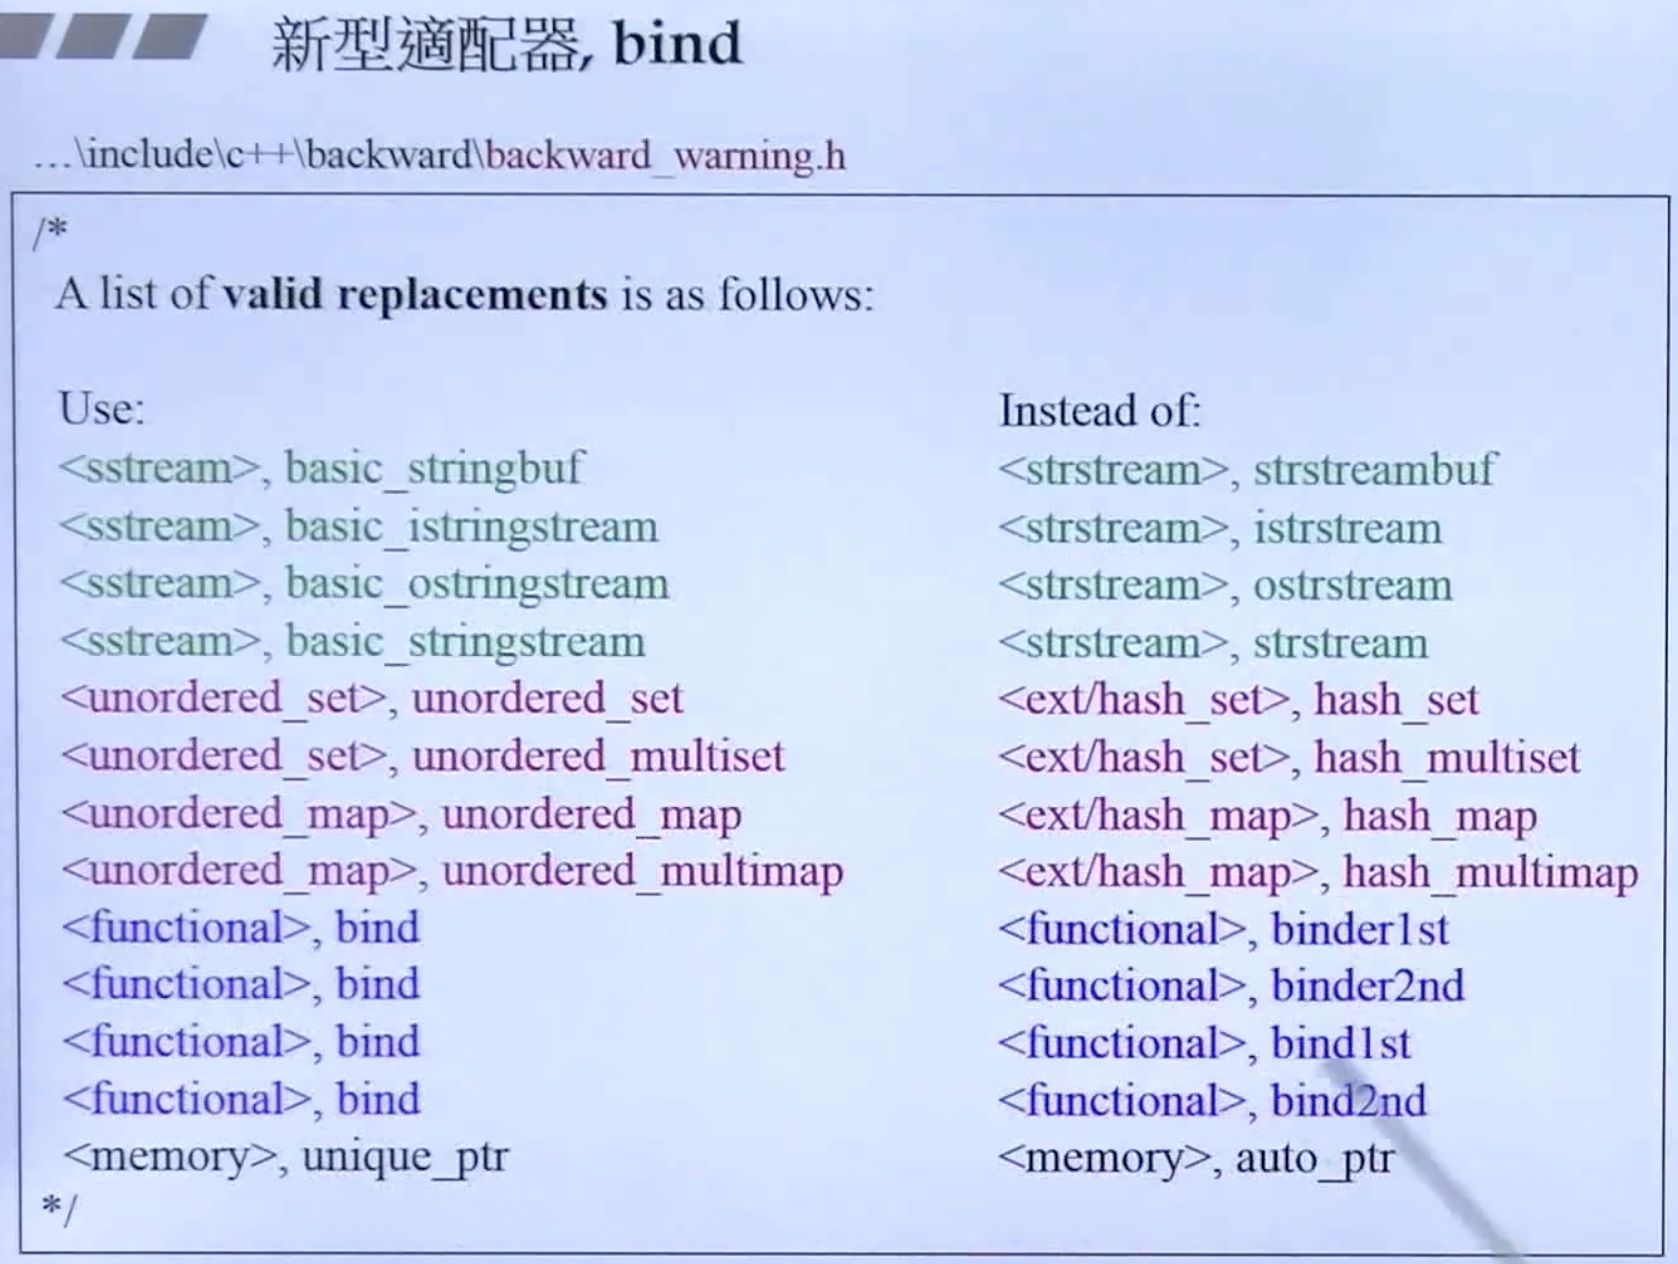 新型適配器, bind
…\include\c++\backward\backward_warning.h
/*
A list of valid replacements is as follows:
Use: Instead of:
<sstream>, basic_stringbuf <strstream>, strstreambuf
<sstream>, basic_istringstream <strstream>, istrstream
<sstream>, basic_ostringstream <strstream>, ostrstream
<sstream>, basic_stringstream <strstream>, strstream
<unordered_set>, unordered_set <ext/hash_set>, hash_set
<unordered_set>, unordered_multiset <ext/hash_set>, hash_multiset
<unordered_map>, unordered_map <ext/hash_map>, hash_map
<unordered_map>, unordered_multimap <ext/hash_map>, hash_multimap
<functional>, bind <functional>, binder1st
<functional>, bind <functional>, binder2nd
<functional>, bind <functional>, bind1st
<functional>, bind <functional>, bind2nd
<memory>, unique_ptr <memory>, auto_ptr
*/